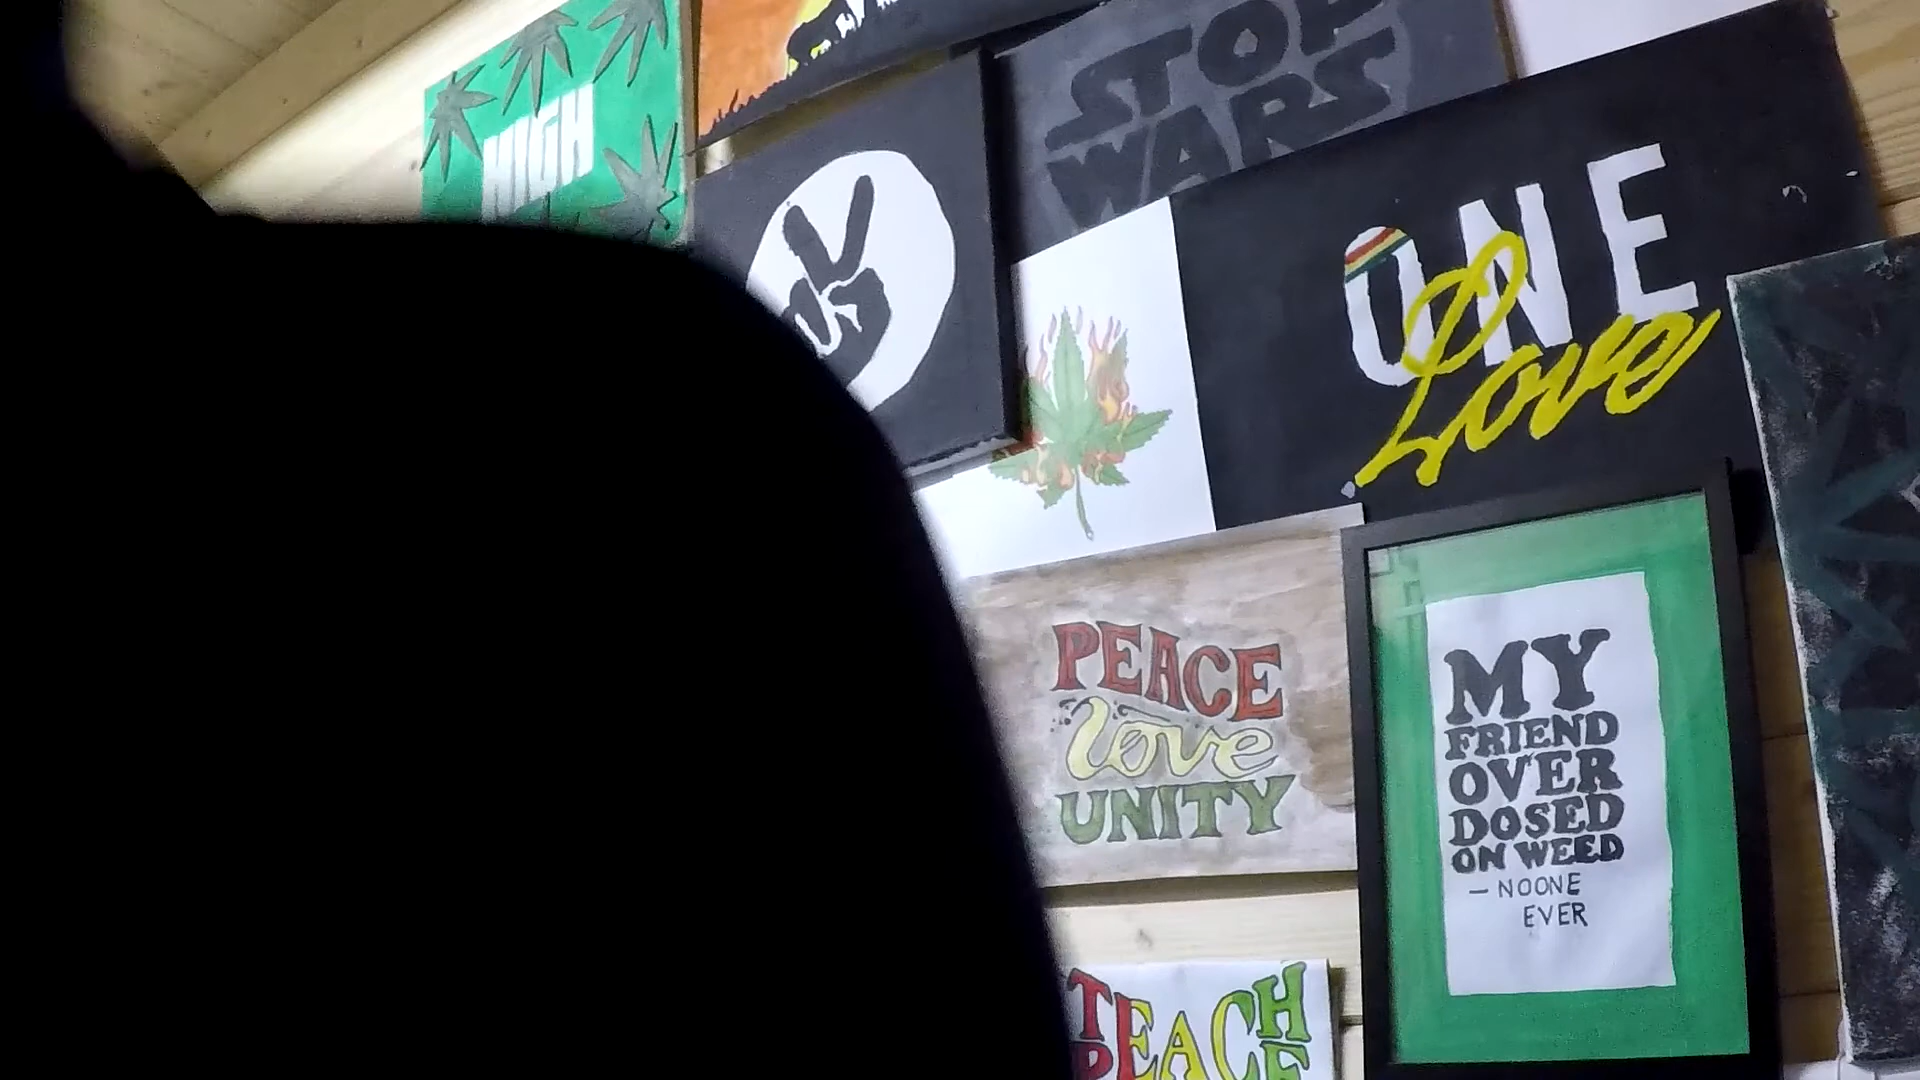 HIGH
STOP
WARS
ONE
Love
PEACE
love
UNITY
MY
FRIEND
OVER
DOSED
ON WEED
— NOONE
EVER
TEACH